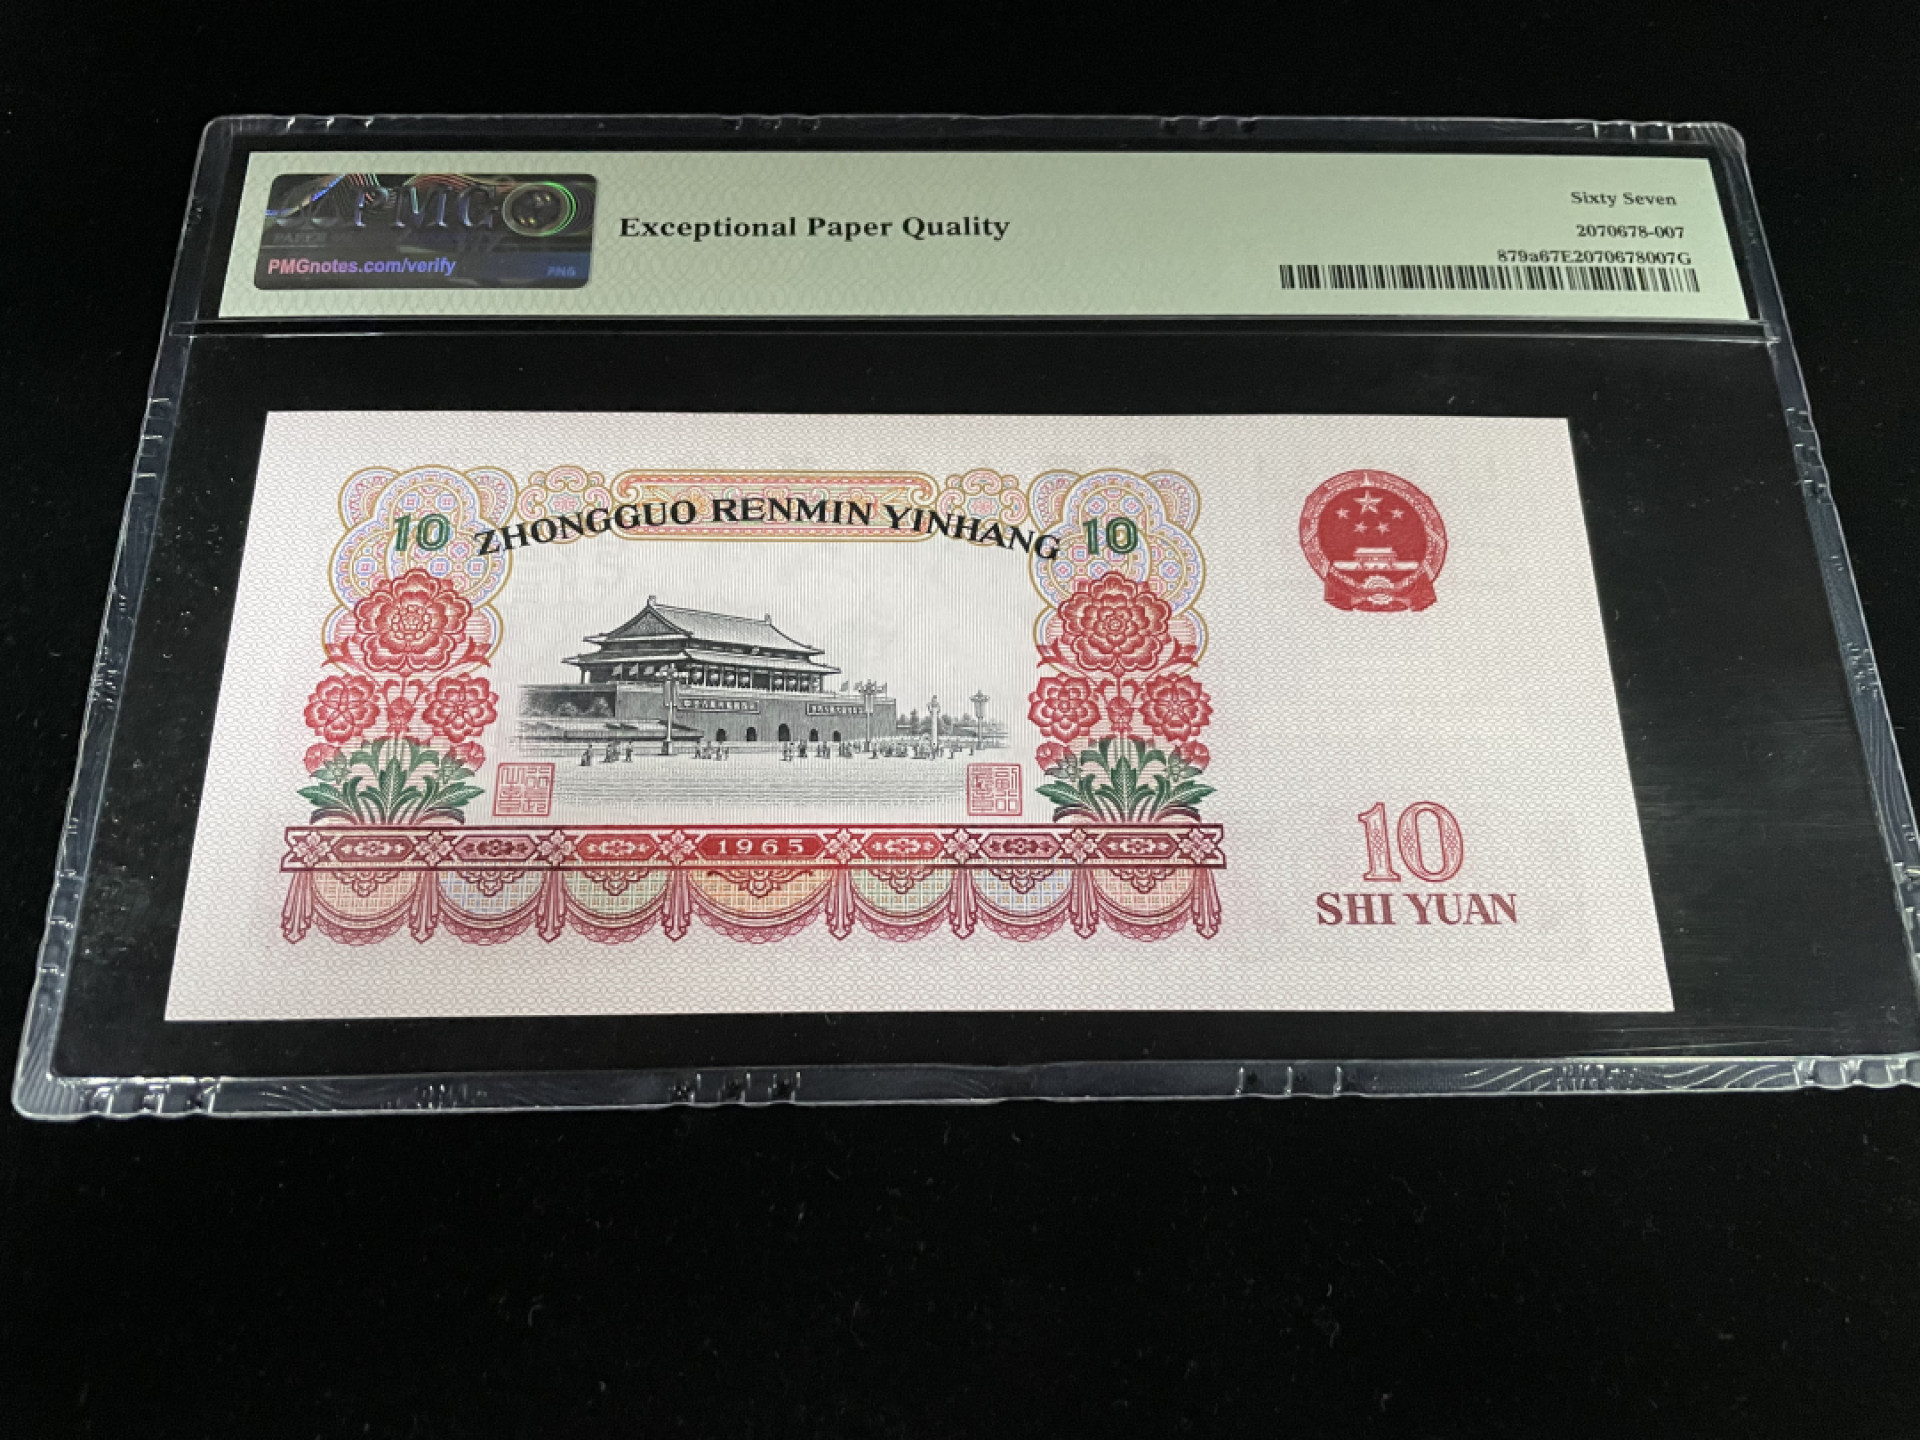 PMG
PMGnotes.com/verify
Exceptional Paper Quality
Sixty Seven
2070678-007
879a67E2070678007G
10 ZHONGGUO RENMIN YINHANG 10
1965
10
SHI YUAN